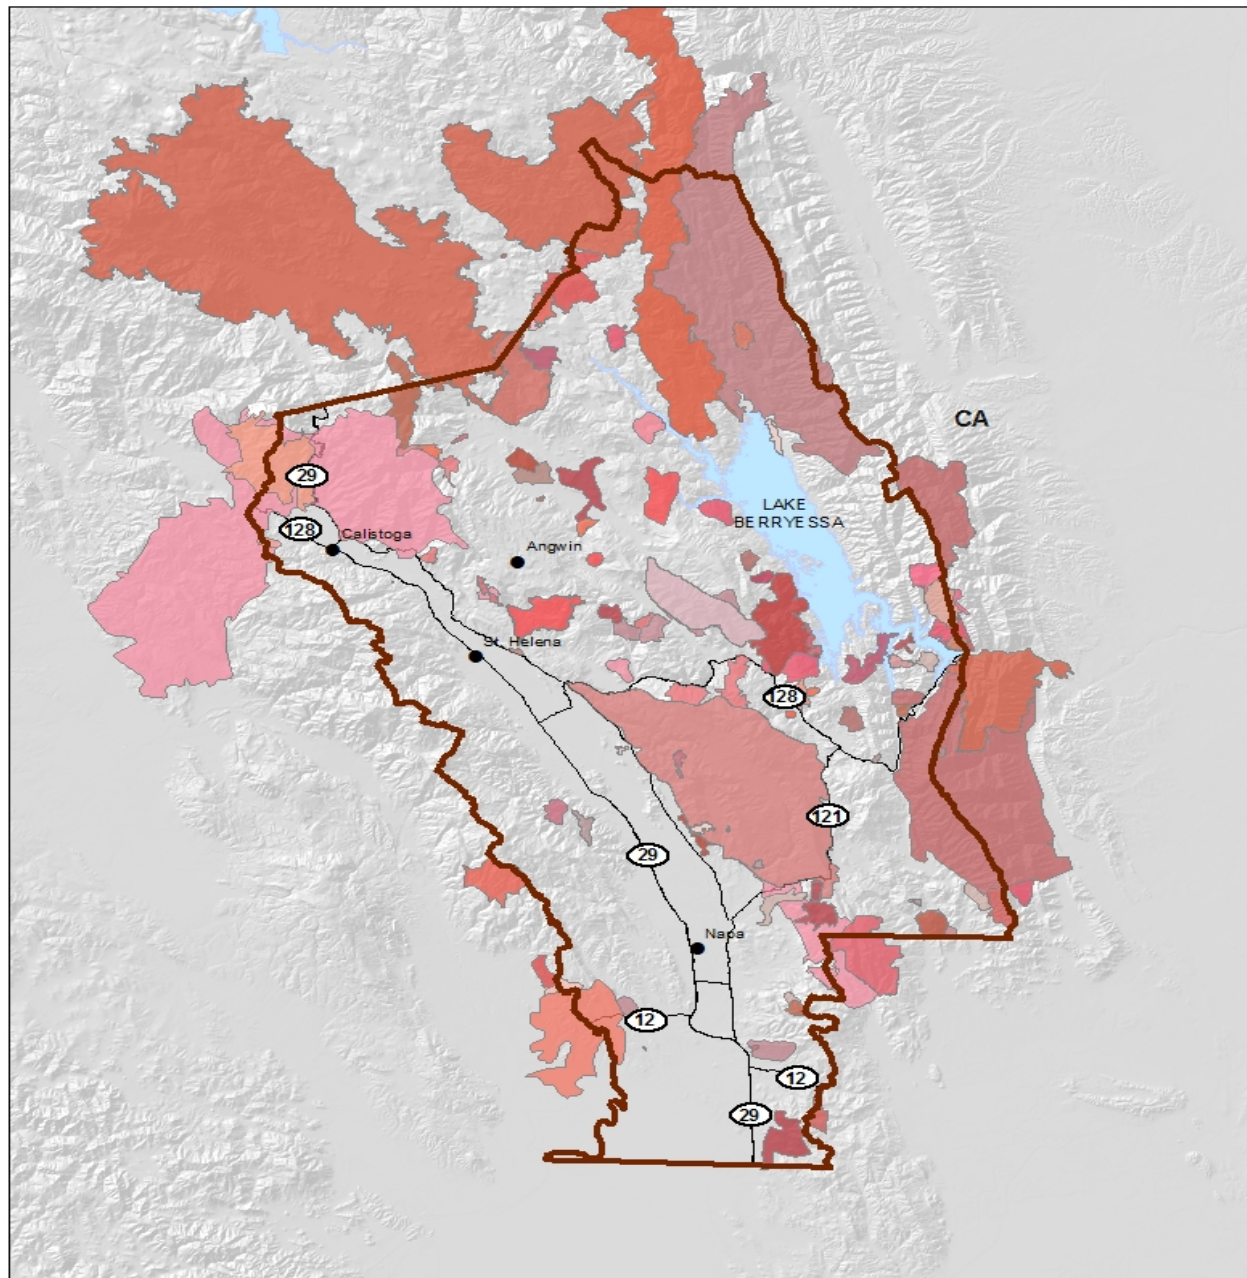 CA
29
LAKE
BERRYESSA
128
Calistoga
Angwin
St. Helena
128
121
29
Napa
12
12
29